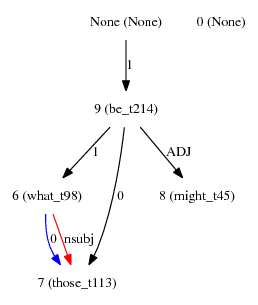 None (None) 0 (None)
1
9 (be_t214)
1 0 ADJ
6 (what_t98) 8 (might_t45)
0 nsubj
7 (those_t113)